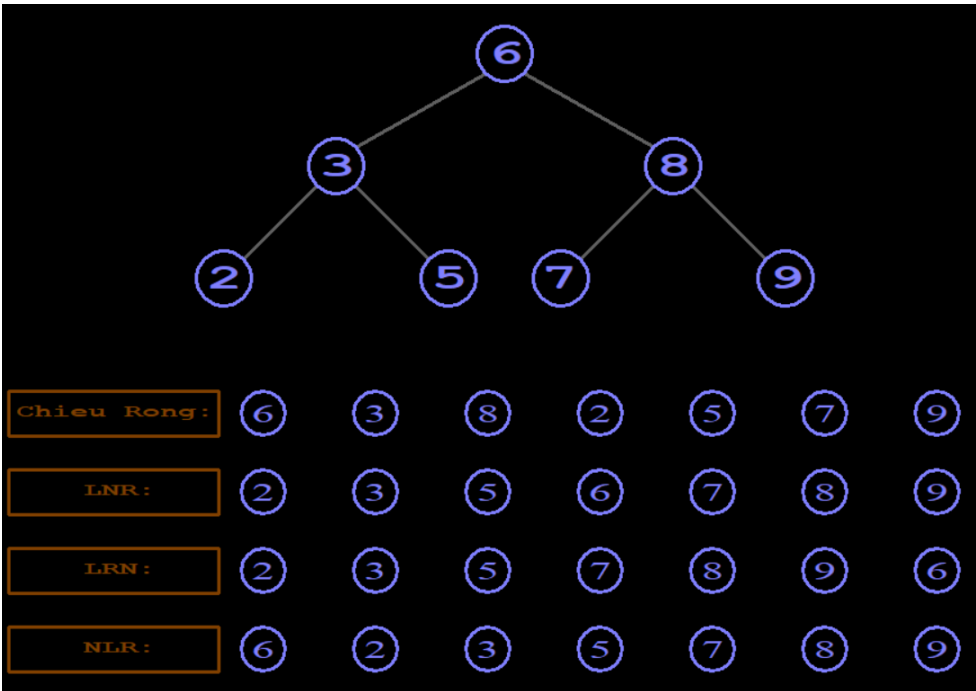 6
3 8
2 5 7 9
Chieu Rong: 6 3 8 2 5 7 9
LNR: 2 3 5 6 7 8 9
LRN: 2 3 5 7 8 9 6
NLR: 6 2 3 5 7 8 9